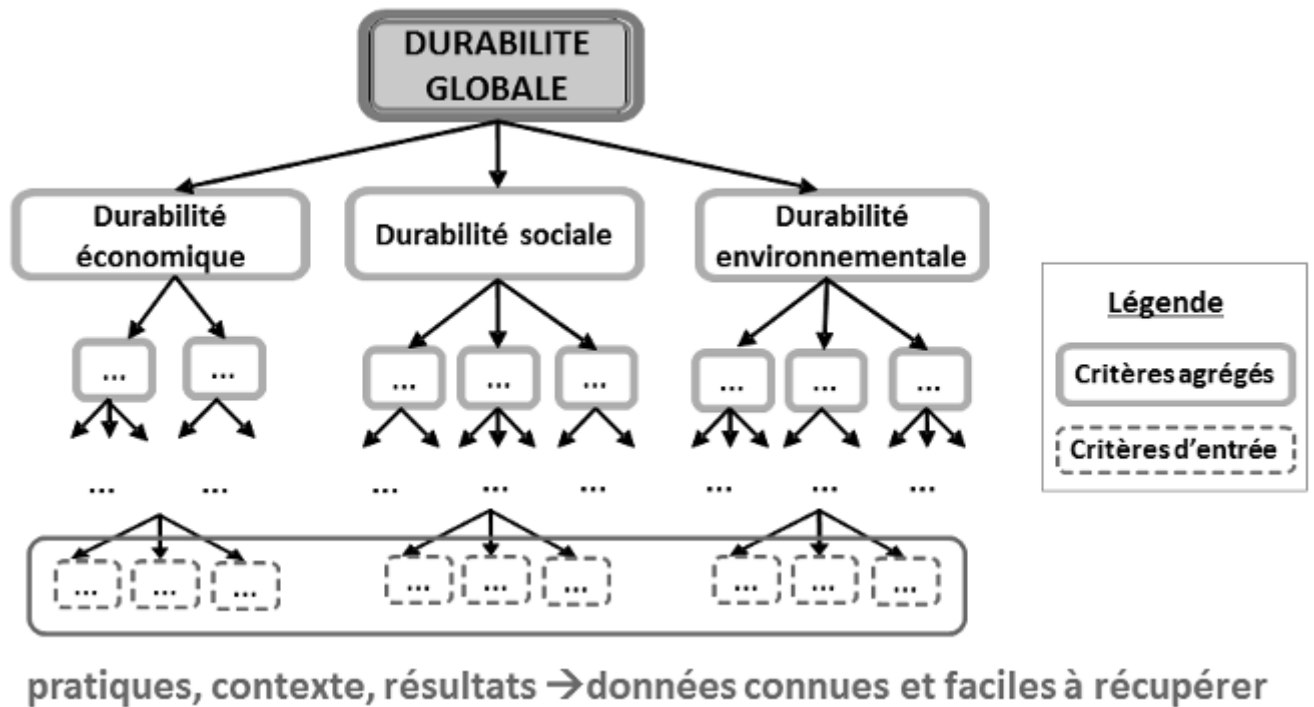 DURABILITE
GLOBALE
Durabilité
économique
Durabilité sociale
Durabilité
environnementale
Légende
Critères agrégés
Critères d'entrée
... ... ... ... ... ... ... ...
... ... ... ... ... ... ... ...
... ... ... ... ... ... ... ... ...
pratiques, contexte, résultats →données connues et faciles à récupérer